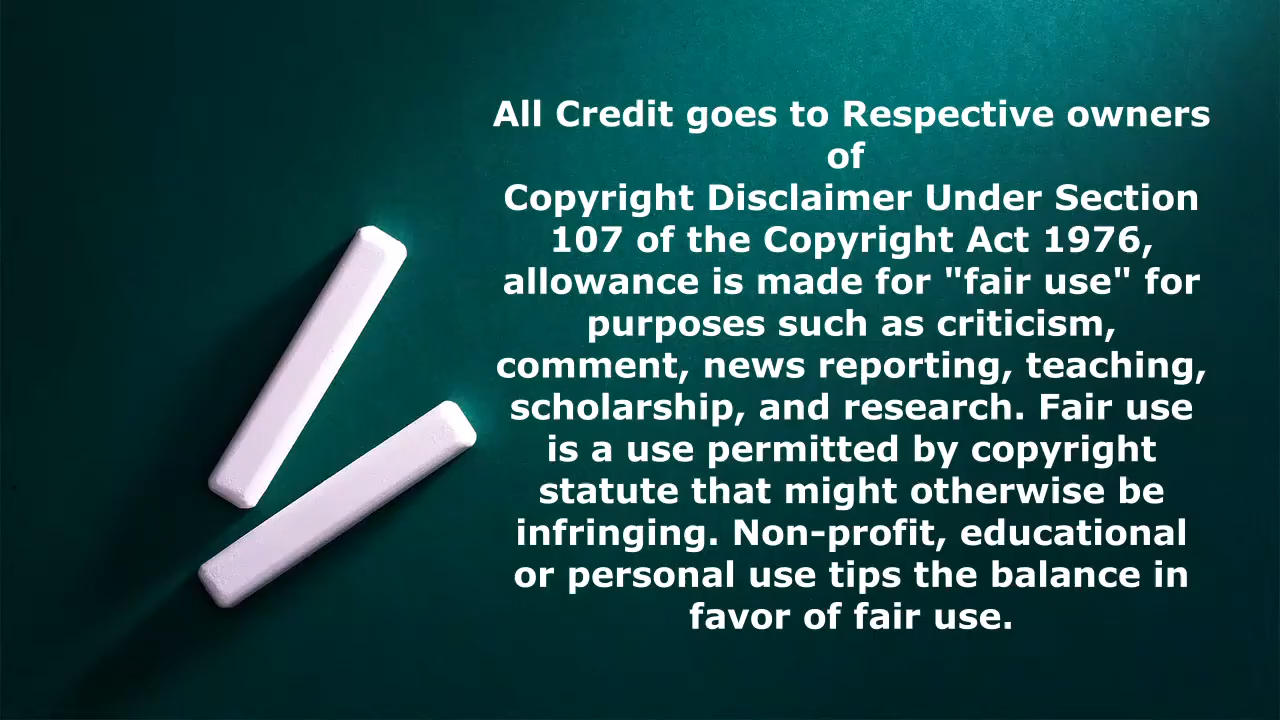 All Credit goes to Respective owners
of
Copyright Disclaimer Under Section
107 of the Copyright Act 1976,
allowance is made for "fair use" for
purposes such as criticism,
comment, news reporting, teaching,
scholarship, and research. Fair use
is a use permitted by copyright
statute that might otherwise be
infringing. Non-profit, educational
or personal use tips the balance in
favor of fair use.